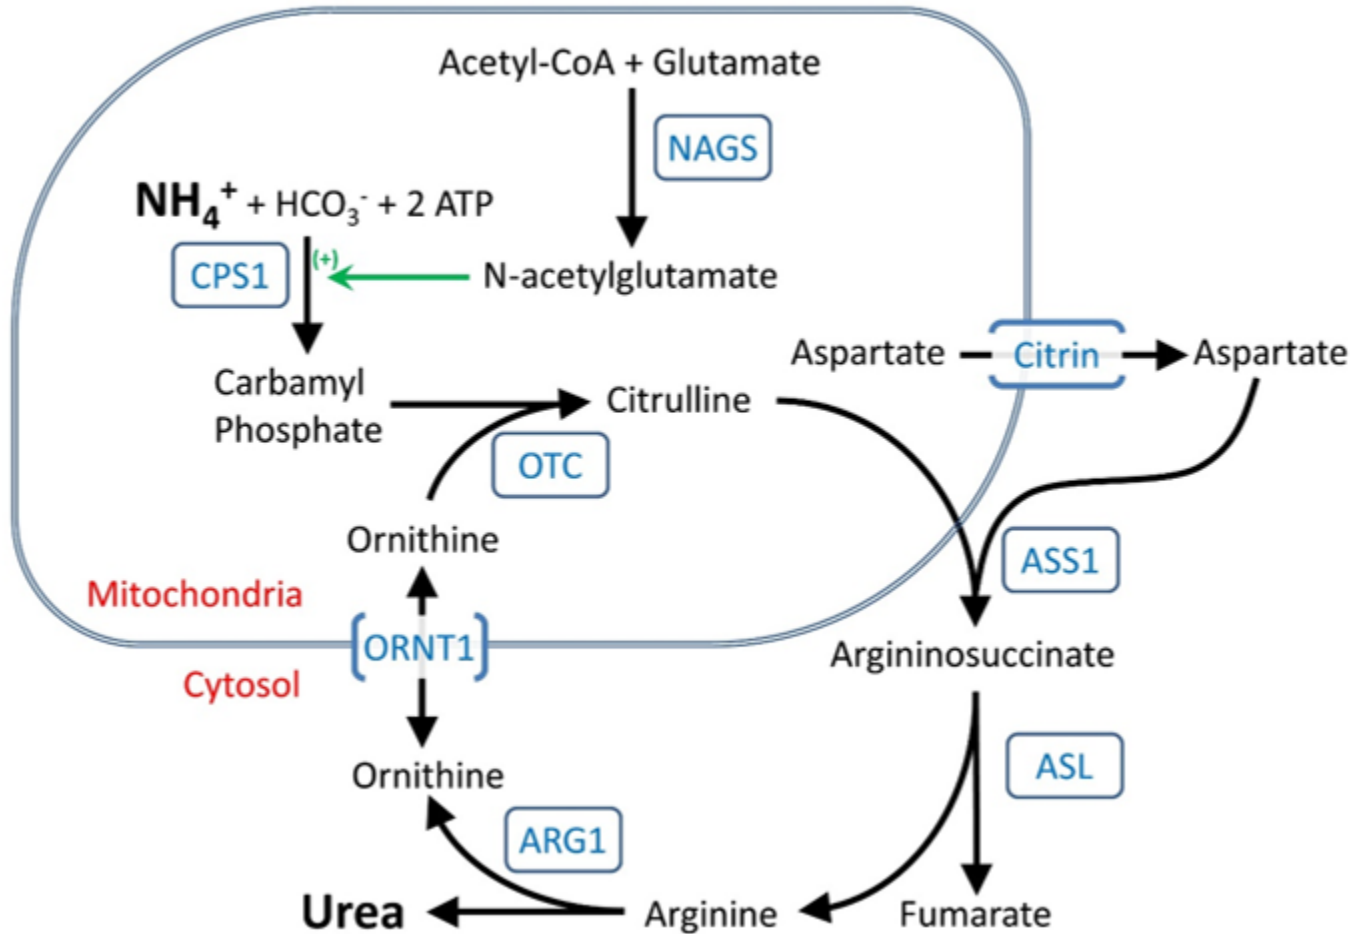 Acetyl-CoA + Glutamate
NAGS
NH₄⁺ + HCO₃⁻ + 2 ATP
CPS1
(+)
N-acetylglutamate
Carbamyl
Phosphate
Citrulline
Aspartate
Citrin
Aspartate
OTC
Ornithine
ASS1
Mitochondria
ORNT1
Cytosol
Argininosuccinate
Ornithine
ASL
ARG1
Urea
Arginine
Fumarate